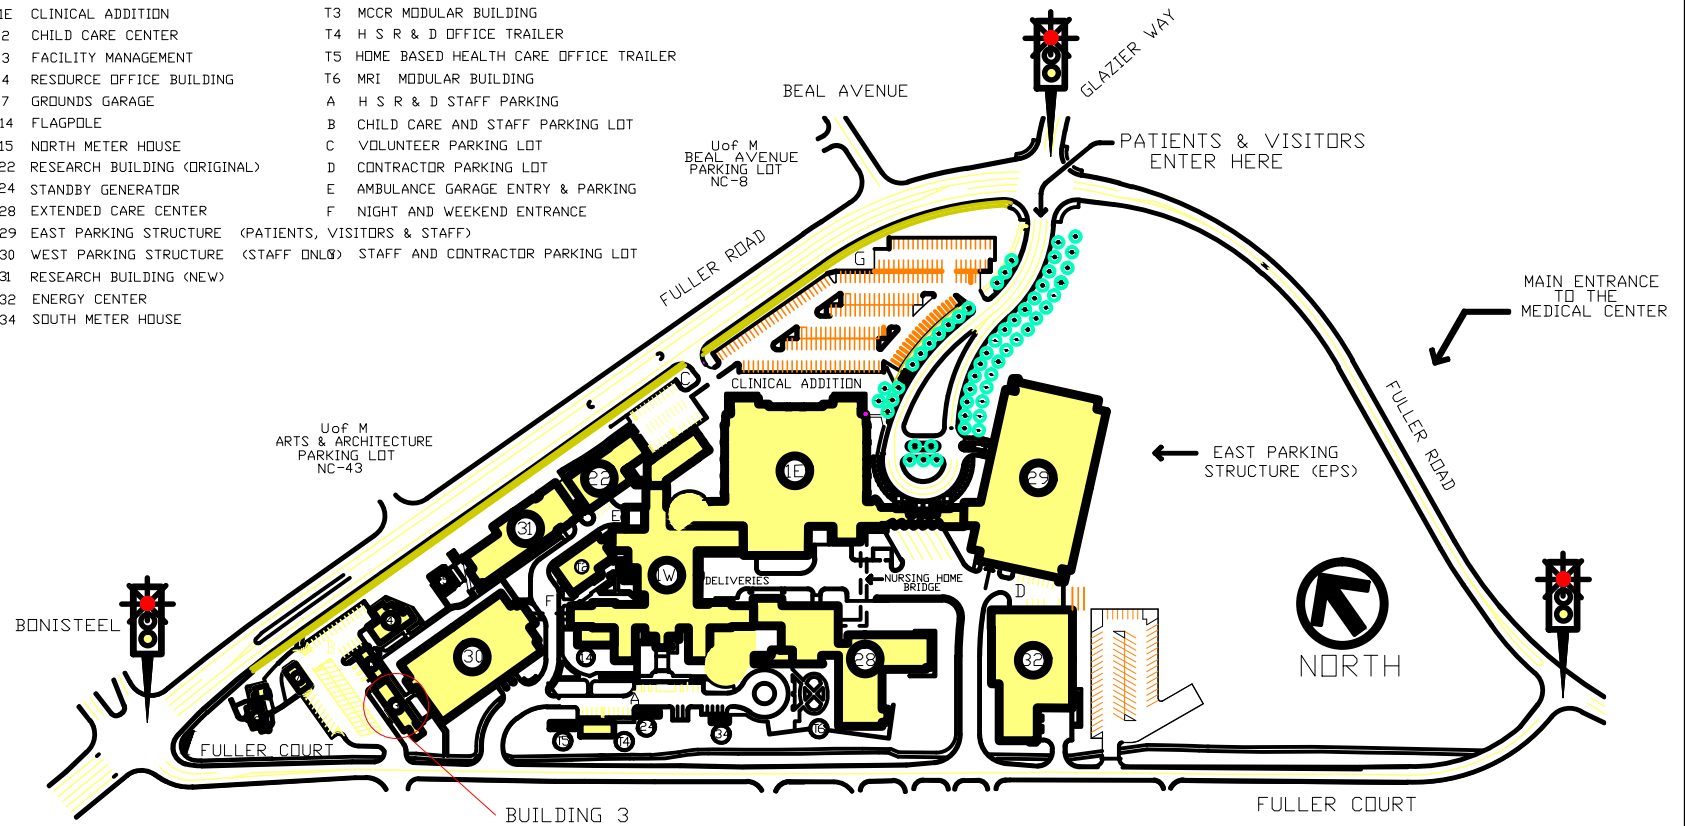 1E CLINICAL ADDITION
2 CHILD CARE CENTER
3 FACILITY MANAGEMENT
4 RESOURCE OFFICE BUILDING
7 GROUNDS GARAGE
14 FLAGPOLE
15 NORTH METER HOUSE
22 RESEARCH BUILDING (ORIGINAL)
24 STANDBY GENERATOR
28 EXTENDED CARE CENTER
29 EAST PARKING STRUCTURE (PATIENTS, VISITORS & STAFF)
30 WEST PARKING STRUCTURE (STAFF ONLY)
31 RESEARCH BUILDING (NEW)
32 ENERGY CENTER
34 SOUTH METER HOUSE
T3 MCCR MODULAR BUILDING
T4 H S R & D OFFICE TRAILER
T5 HOME BASED HEALTH CARE OFFICE TRAILER
T6 MRI MODULAR BUILDING
A H S R & D STAFF PARKING
B CHILD CARE AND STAFF PARKING LOT
C VOLUNTEER PARKING LOT
D CONTRACTOR PARKING LOT
E AMBULANCE GARAGE ENTRY & PARKING
F NIGHT AND WEEKEND ENTRANCE
STAFF AND CONTRACTOR PARKING LOT
BEAL AVENUE
GLAZIER WAY
PATIENTS & VISITORS
ENTER HERE
UofM
BEAL AVENUE
PARKING LOT
NC-8
FULLER ROAD
G
MAIN ENTRANCE
TO THE
MEDICAL CENTER
C
CLINICAL ADDITION
FULLER ROAD
UofM
ARTS & ARCHITECTURE
PARKING LOT
NC-43
EAST PARKING
STRUCTURE (EPS)
22
1E
29
E
31
1W
DELIVERIES
NURSING HOME
BRIDGE
D
F
BONISTEEL
4
B
30
14
28
32
NORTH
A
24
34
T5
T4
T6
FULLER COURT
BUILDING 3
FULLER COURT